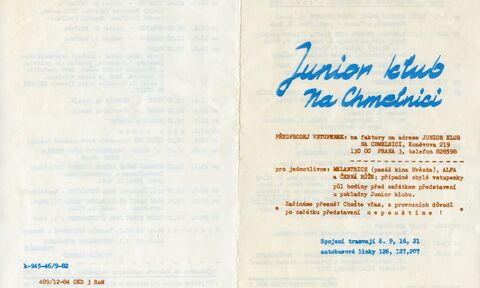 Junior klub
Na Chmelnici
PŘEDPRODEJ VSTUPENEK: na faktury na adrese JUNIOR KLUB
NA CHMELNICI, Koněvova 219
130 00 PRAHA 3, telefon 828598
pro jednotlivce: MELANTRICH (pasáž kina Hvězda), ALFA
a ČERNÁ RŮŽE; případné zbylé vstupenky
půl hodiny před začátkem představení
u pokladny Junior klubu.
Začínáme přesně! Choďte včas, z provozních důvodů
po začátku představení nepouštíme!
Spojení tramvají č. 9, 16, 21
autobusové linky 126, 127,207
k-945-46/9-82
409/12-84 OKD 3 RoM